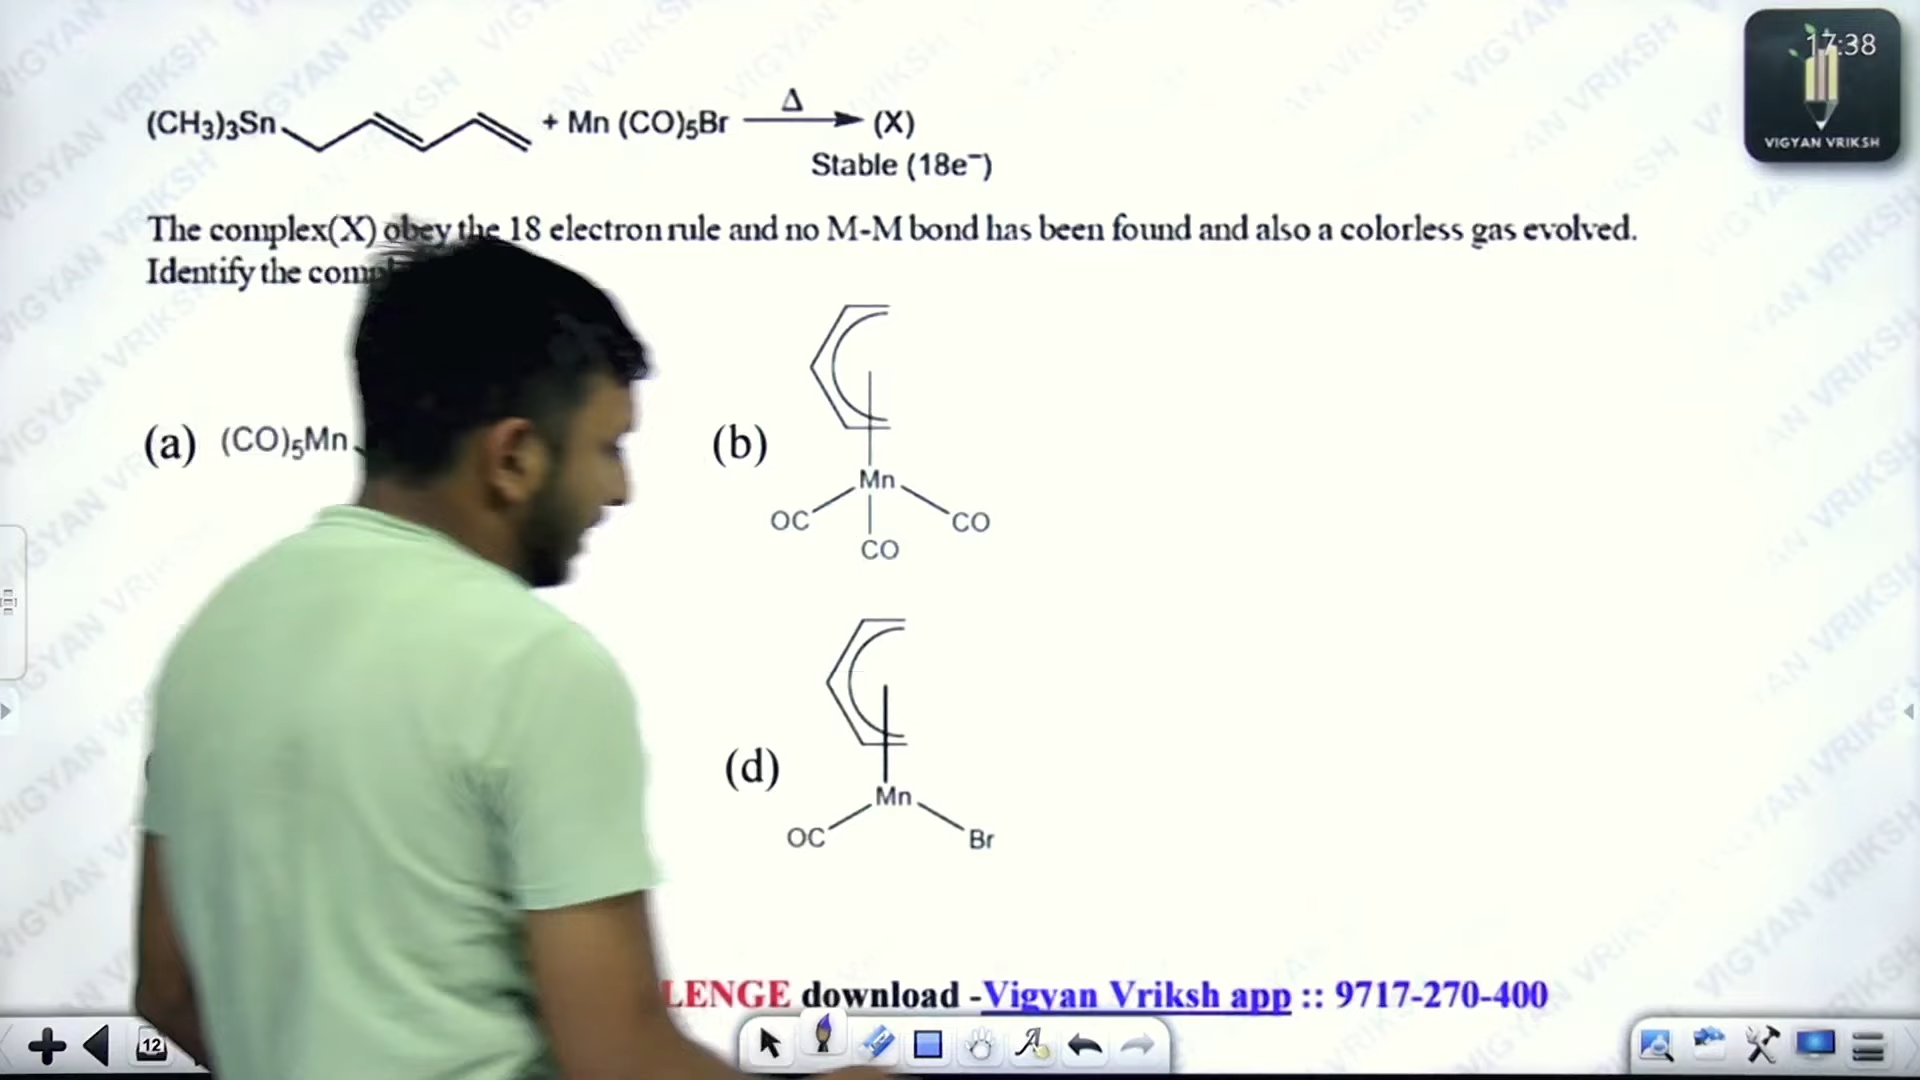 17:38
VIGYAN VRIKSH
(CH₃)₃Sn + Mn (CO)₅Br Δ (X)
Stable (18e⁻)
The complex(X) obey the 18 electron rule and no M-M bond has been found and also a colorless gas evolved.
Identify the
(a) (CO)₅Mn
(b)
Mn
OC CO
CO
(d)
Mn
OC Br
download -Vigyan Vriksh app :: 9717-270-400
12